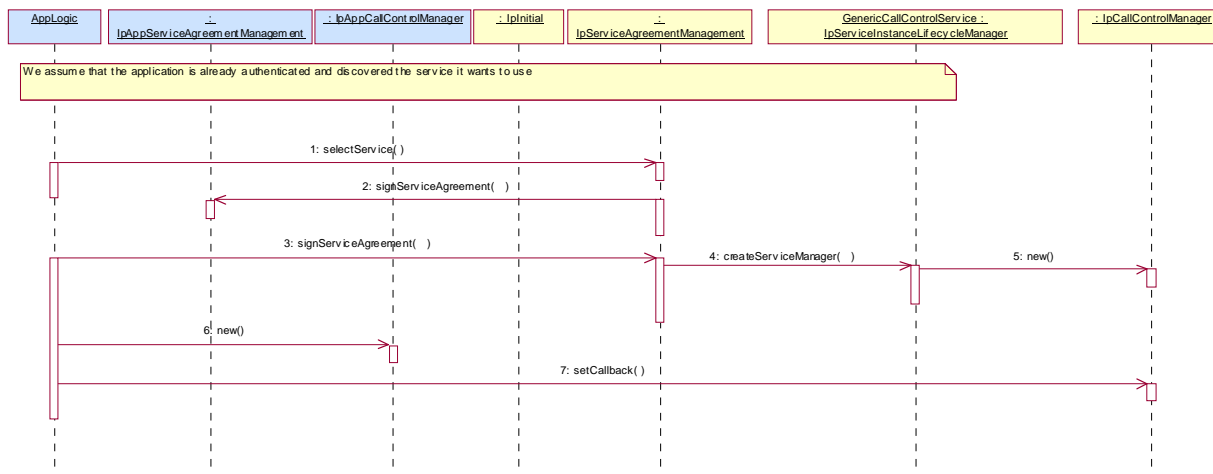 AppLogic
:
IpAppServiceAgreementManagement
: IpAppCallControlManager
: IpInitial
:
IpServiceAgreementManagement
GenericCallControlService :
IpServiceInstanceLifecycleManager
: IpCallControlManager
We assume that the application is already authenticated and discovered the service it wants to use
1: selectService( )
2: signServiceAgreement( )
3: signServiceAgreement( )
4: createServiceManager( )
5: new()
6: new()
7: setCallback( )